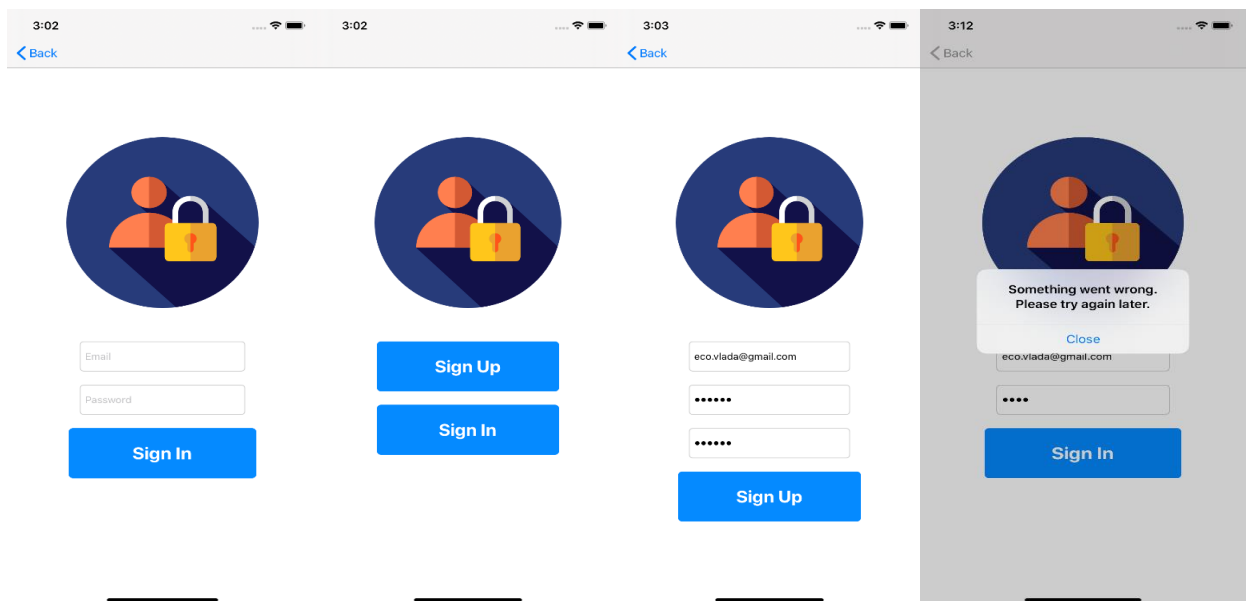 3:02
Back
Email
Password
Sign In
3:02
Sign Up
Sign In
3:03
Back
eco.vlada@gmail.com
••••••
••••••
Sign Up
3:12
Back
Something went wrong.
Please try again later.
Close
eco.vlada@gmail.com
••••
Sign In